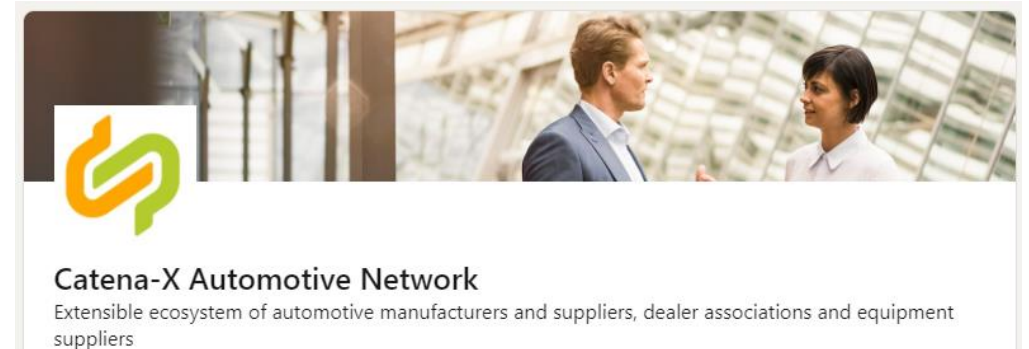 Catena-X Automotive Network
Extensible ecosystem of automotive manufacturers and suppliers, dealer associations and equipment
suppliers